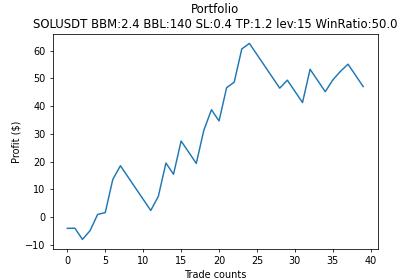 Portfolio
SOLUSDT BBM:2.4 BBL:140 SL:0.4 TP:1.2 lev:15 WinRatio:50.0
60
50
40
30
20
10
0
−10
Profit ($)
0 5 10 15 20 25 30 35 40
Trade counts